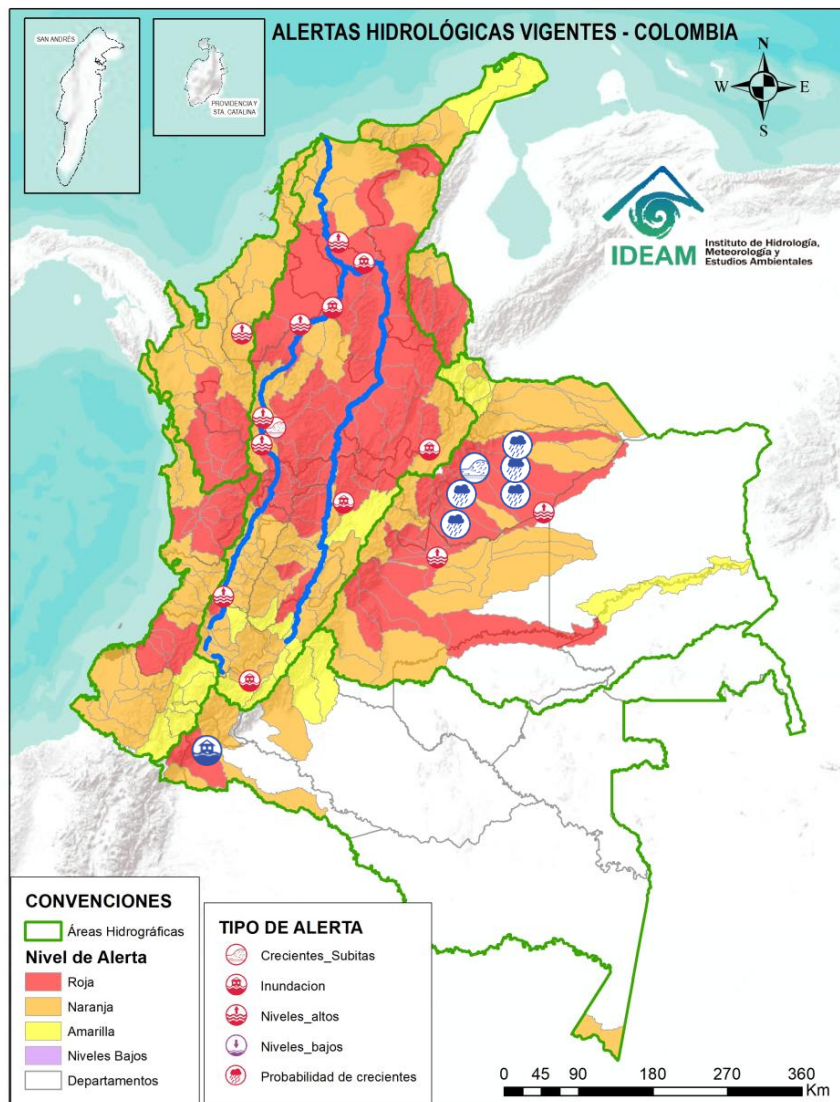 ALERTAS HIDROLÓGICAS VIGENTES - COLOMBIA
SAN ANDRÉS
PROVIDENCIA Y
STA. CATALINA
N
W
E
S
IDEAM
Instituto de Hidrología,
Meteorología y
Estudios Ambientales
CONVENCIONES
Áreas Hidrográficas
Nivel de Alerta
Roja
Naranja
Amarilla
Niveles Bajos
Departamentos
TIPO DE ALERTA
Crecientes_Subitas
Inundacion
Niveles_altos
Niveles_bajos
Probabilidad de crecientes
0 45 90 180 270 360
Km